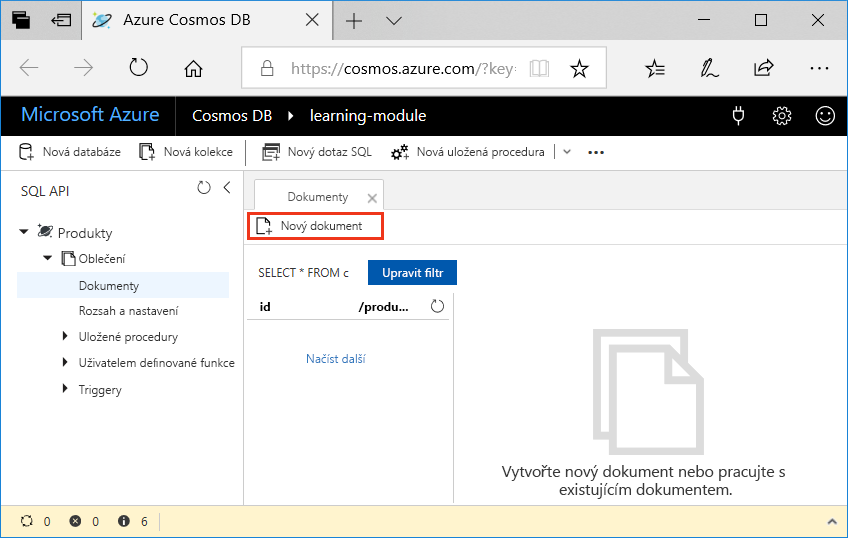 Azure Cosmos DB
https://cosmos.azure.com/?key=
Microsoft Azure Cosmos DB learning-module
Nová databáze Nová kolekce Nový dotaz SQL Nová uložená procedura
SQL API
Dokumenty
Nový dokument
Produkty
Oblečení
Dokumenty
Rozsah a nastavení
Uložené procedury
Uživatelem definované funkce
Triggery
SELECT * FROM c Upravit filtr
id /produ...
Načíst další
Vytvořte nový dokument nebo pracujte s
existujícím dokumentem.
0 0 6